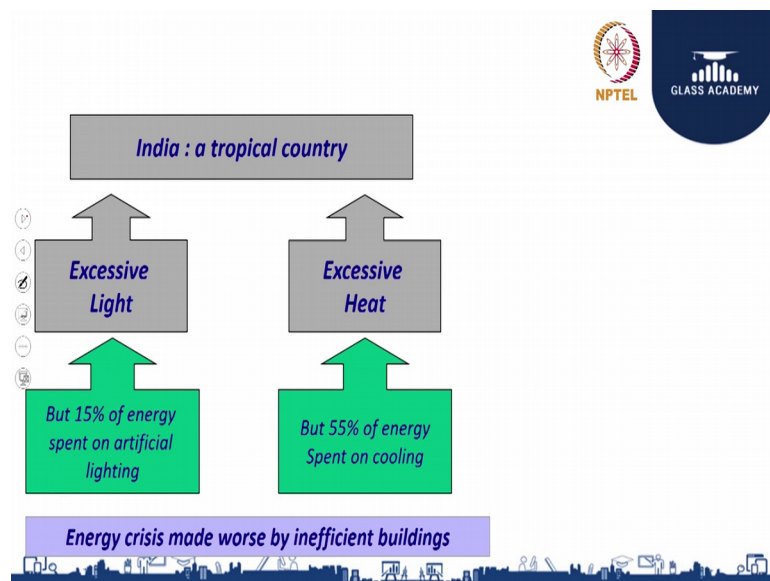 NPTEL
GLASS ACADEMY
India : a tropical country
Excessive
Light
Excessive
Heat
But 15% of energy
spent on artificial
lighting
But 55% of energy
Spent on cooling
Energy crisis made worse by inefficient buildings